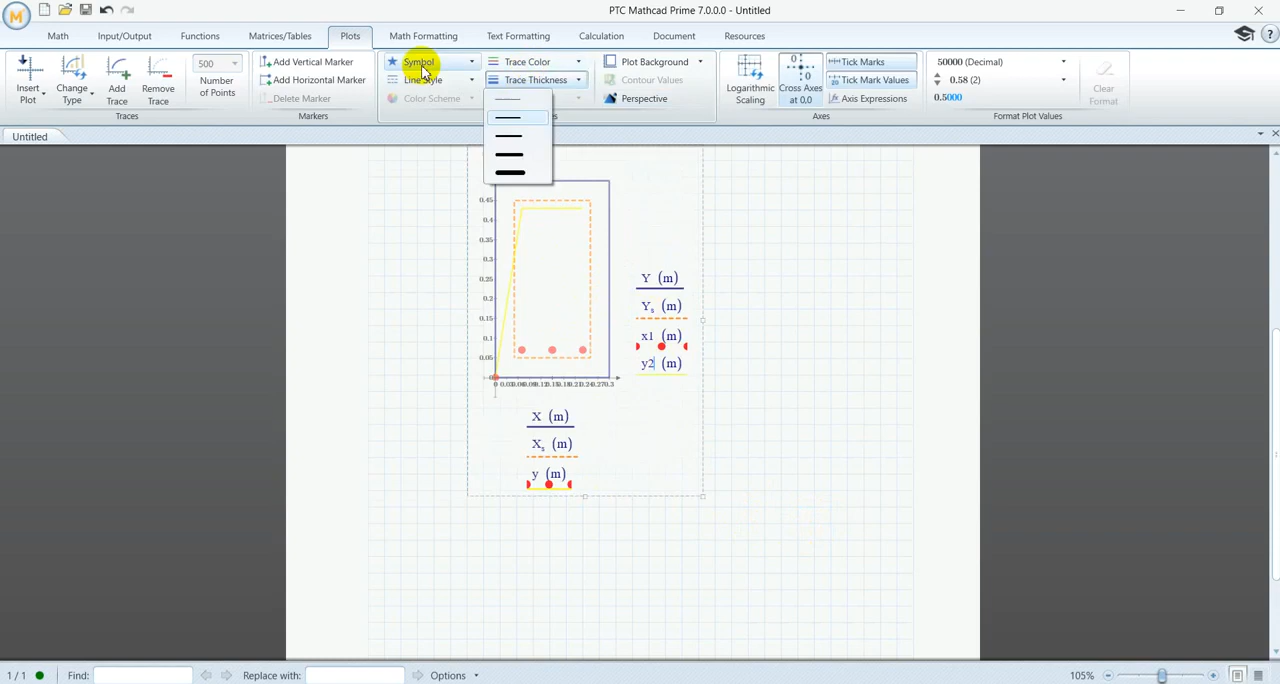 PTC Mathcad Prime 7.0.0.0 - Untitled
Math Input/Output Functions Matrices/Tables Plots Math Formatting Text Formatting Calculation Document Resources
Insert Plot
Change Type
Add Trace
Remove Trace
500
Number of Points
Traces
Add Vertical Marker
Add Horizontal Marker
Delete Marker
Markers
Symbol
Line Style
Color Scheme
Trace Color
Trace Thickness
Plot Background
Contour Values
Perspective
Logarithmic Scaling
Cross Axes at 0,0
Tick Marks
Tick Mark Values
Axis Expressions
Axes
50000 (Decimal)
0.58 (2)
0.5000
Format Plot Values
Clear Format
Untitled
0.45
0.4
0.35
0.3
0.25
0.2
0.15
0.1
0.05
Y (m)
Ys (m)
x1 (m)
y2 (m)
X (m)
Xs (m)
y (m)
1 / 1 Find: Replace with: Options 105%